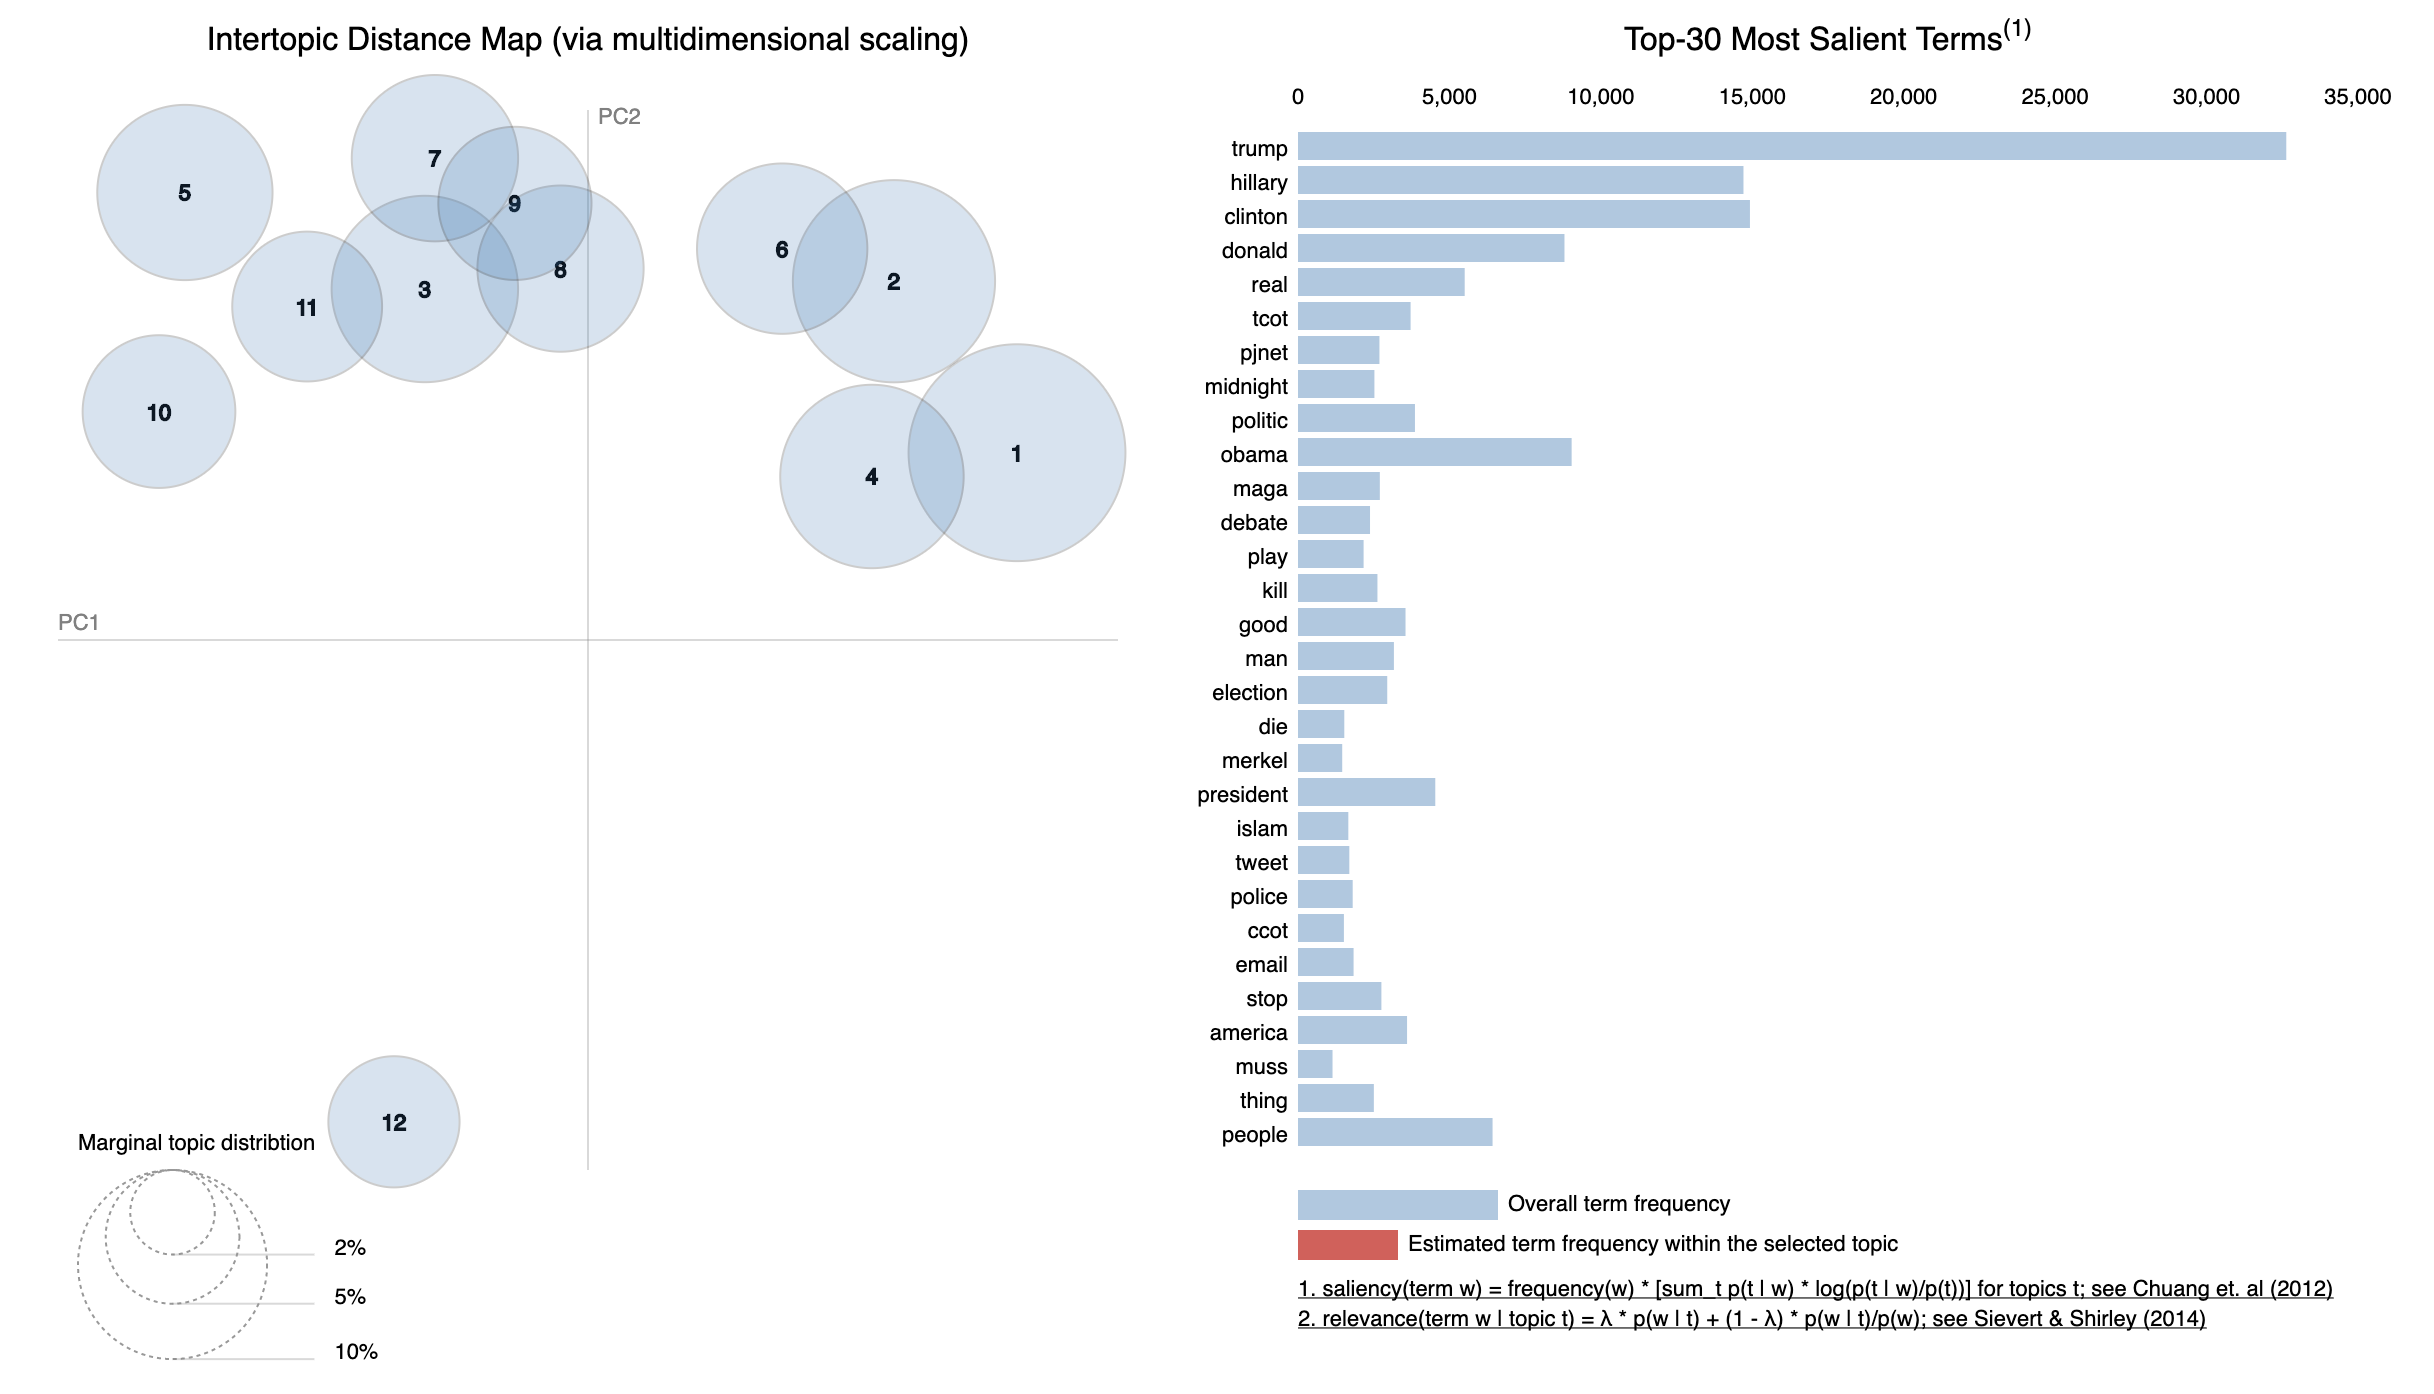 Intertopic Distance Map (via multidimensional scaling)
PC2
7
5
9
6
8
2
3
11
10
1
4
PC1
12
Marginal topic distribtion
2%
5%
10%
Top-30 Most Salient Terms(1)
0 5,000 10,000 15,000 20,000 25,000 30,000 35,000
trump
hillary
clinton
donald
real
tcot
pjnet
midnight
politic
obama
maga
debate
play
kill
good
man
election
die
merkel
president
islam
tweet
police
ccot
email
stop
america
muss
thing
people
Overall term frequency
Estimated term frequency within the selected topic
1. saliency(term w) = frequency(w) * [sum_t p(t | w) * log(p(t | w)/p(t))] for topics t; see Chuang et. al (2012)
2. relevance(term w | topic t) = λ * p(w | t) + (1 - λ) * p(w | t)/p(w); see Sievert & Shirley (2014)